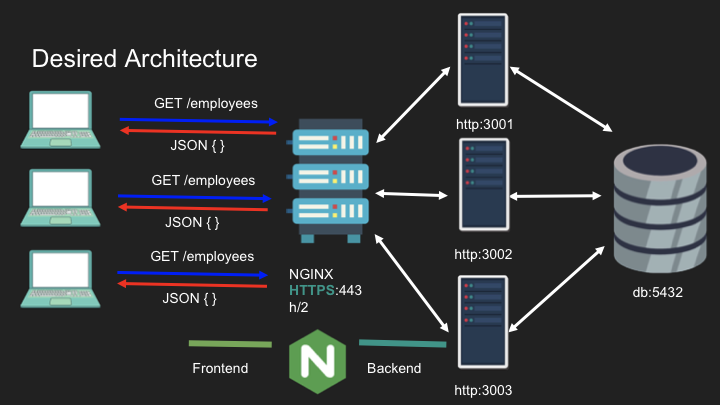 Desired Architecture
GET /employees
JSON { }
GET /employees
JSON { }
GET /employees
JSON { }
NGINX
HTTPS:443
h/2
http:3001
http:3002
http:3003
db:5432
Frontend
N
Backend